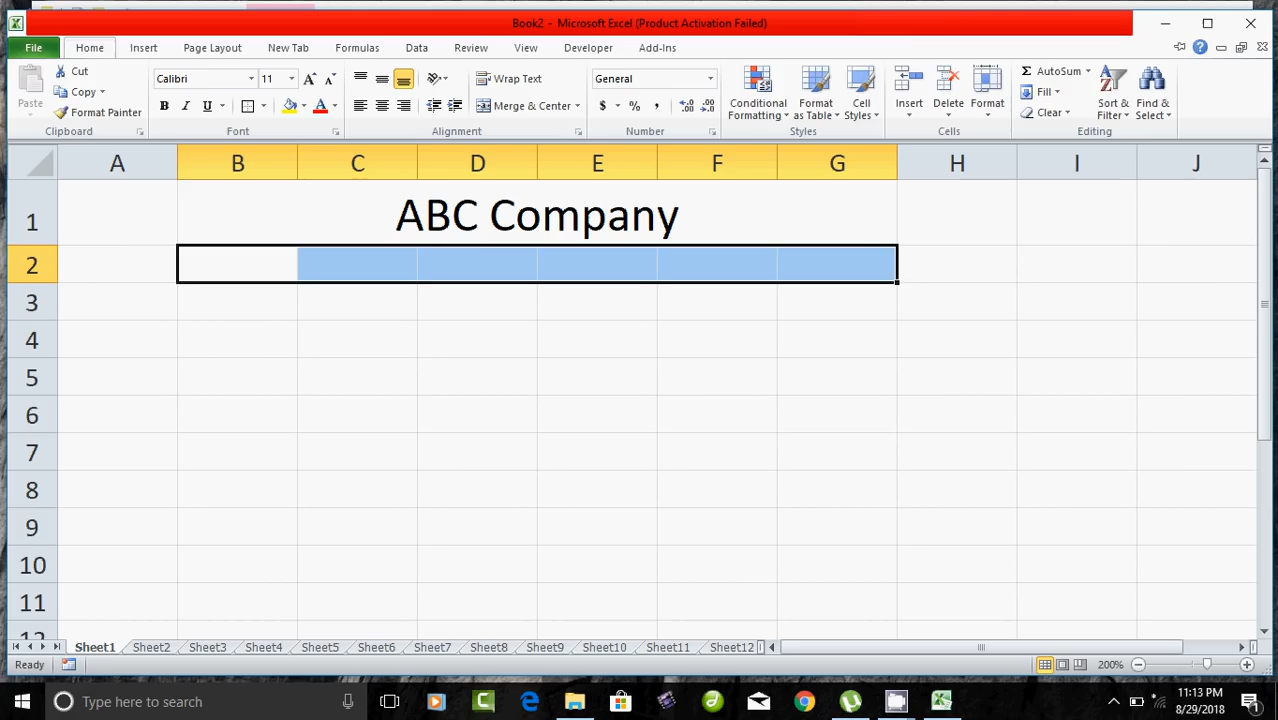 Book2 - Microsoft Excel (Product Activation Failed)
File Home Insert Page Layout New Tab Formulas Data Review View Developer Add-Ins
Paste
Cut
Copy
Format Painter
Clipboard
Calibri 11
B I U
Font
Wrap Text
Merge & Center
Alignment
General
$ % ,
Number
Conditional Formatting
Format as Table
Cell Styles
Styles
Insert
Delete
Format
Cells
AutoSum
Fill
Clear
Sort & Filter
Find & Select
Editing
A B C D E F G H I J
1 ABC Company
2
3
4
5
6
7
8
9
10
11
12
Sheet1 Sheet2 Sheet3 Sheet4 Sheet5 Sheet6 Sheet7 Sheet8 Sheet9 Sheet10 Sheet11 Sheet12
Ready 200%
Type here to search
11:13 PM
8/29/2018
1